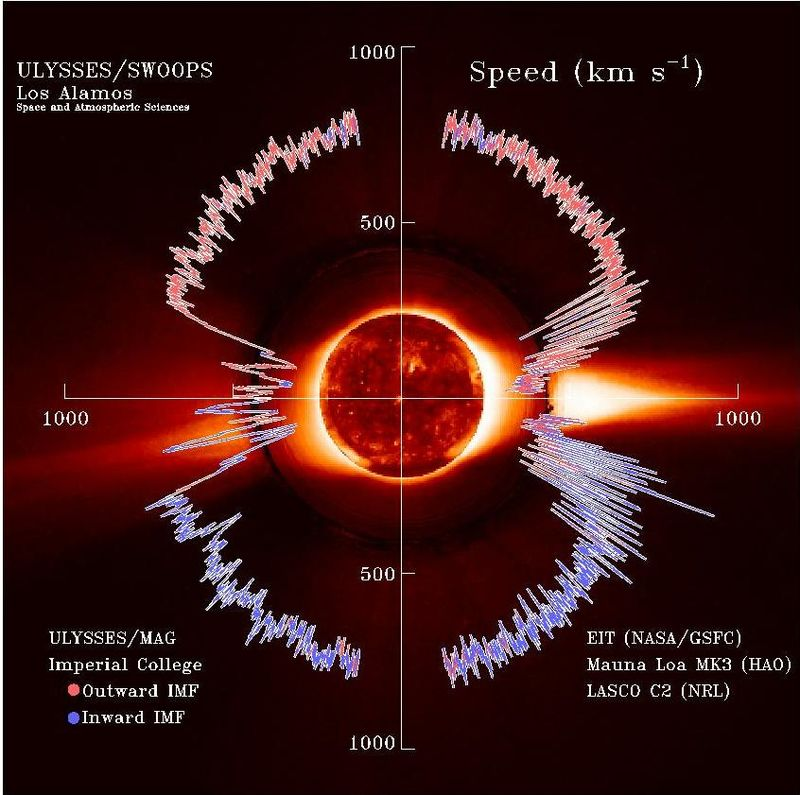 ULYSSES/SWOOPS
Los Alamos
Space and Atmospheric Sciences
1000
Speed (km s⁻¹)
500
1000
1000
500
ULYSSES/MAG
Imperial College
Outward IMF
Inward IMF
EIT (NASA/GSFC)
Mauna Loa MK3 (HAO)
LASCO C2 (NRL)
1000